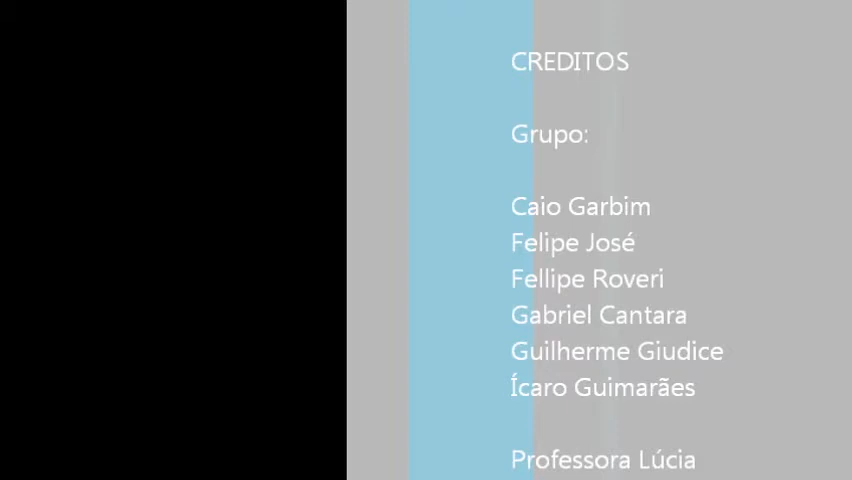 CREDITOS
Grupo:
Caio Garbim
Felipe José
Fellipe Roveri
Gabriel Cantara
Guilherme Giudice
Ícaro Guimarães
Professora Lúcia